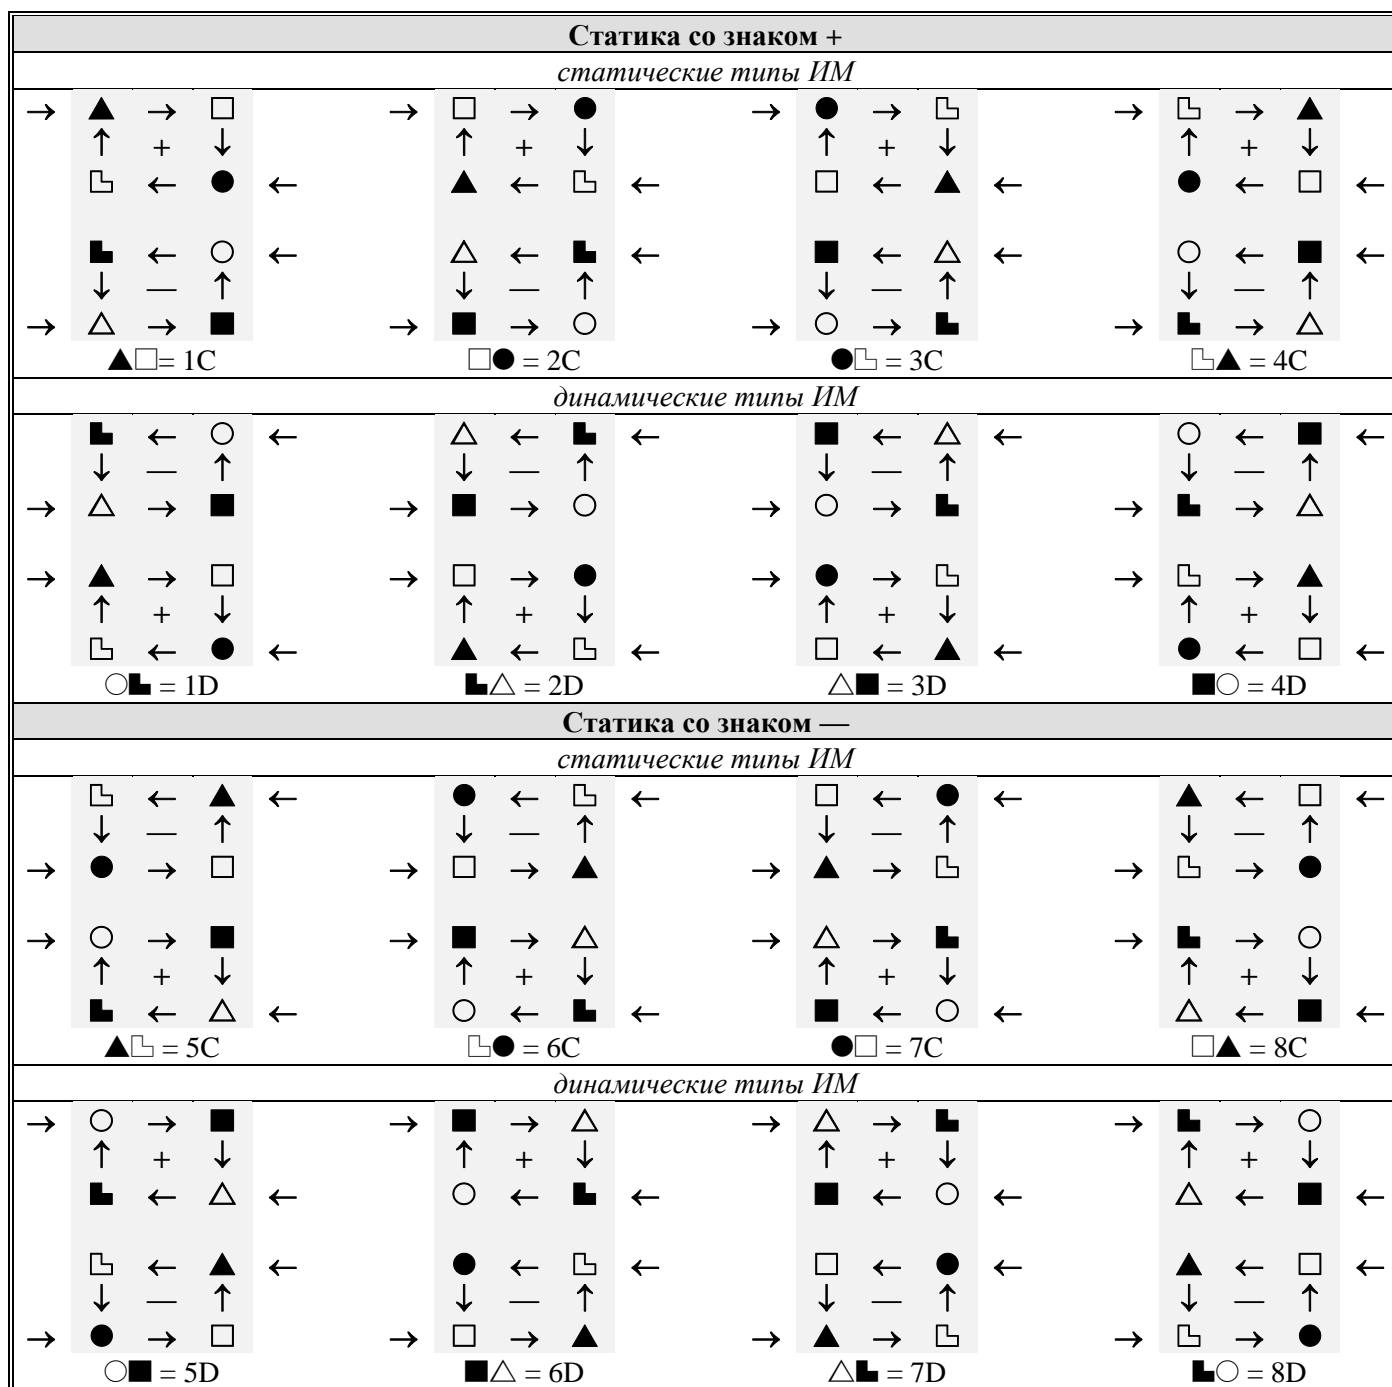 Статика со знаком +
статические типы ИМ
→ ▲ → □ → □ → ● → ● → ㄴ → ㄴ → ▲
↑ + ↓ ↑ + ↓ ↑ + ↓ ↑ + ↓
ㄴ ← ● ← ▲ ← ㄴ ← □ ← ▲ ← ● ← □ ←
▙ ← ○ ← △ ← ▙ ← ■ ← △ ← ○ ← ■ ←
↓ — ↑ ↓ — ↑ ↓ — ↑ ↓ — ↑
→ △ → ■ → ■ → ○ → ○ → ▙ → ▙ → △
▲□= 1C □● = 2C ●ㄴ = 3C ㄴ▲ = 4C
динамические типы ИМ
▙ ← ○ ← △ ← ▙ ← ■ ← △ ← ○ ← ■ ←
↓ — ↑ ↓ — ↑ ↓ — ↑ ↓ — ↑
→ △ → ■ → ■ → ○ → ○ → ▙ → ▙ → △
→ ▲ → □ → □ → ● → ● → ㄴ → ㄴ → ▲
↑ + ↓ ↑ + ↓ ↑ + ↓ ↑ + ↓
ㄴ ← ● ← ▲ ← ㄴ ← □ ← ▲ ← ● ← □ ←
○▙ = 1D ▙△ = 2D △■ = 3D ■○ = 4D
Статика со знаком —
статические типы ИМ
ㄴ ← ▲ ← ● ← ㄴ ← □ ← ● ← ▲ ← □ ←
↓ — ↑ ↓ — ↑ ↓ — ↑ ↓ — ↑
→ ● → □ → □ → ▲ → ▲ → ㄴ → ㄴ → ●
→ ○ → ■ → ■ → △ → △ → ▙ → ▙ → ○
↑ + ↓ ↑ + ↓ ↑ + ↓ ↑ + ↓
▙ ← △ ← ○ ← ▙ ← ■ ← ○ ← △ ← ■ ←
▲ㄴ = 5C ㄴ● = 6C ●□ = 7C □▲ = 8C
динамические типы ИМ
→ ○ → ■ → ■ → △ → △ → ▙ → ▙ → ○
↑ + ↓ ↑ + ↓ ↑ + ↓ ↑ + ↓
▙ ← △ ← ○ ← ▙ ← ■ ← ○ ← △ ← ■ ←
ㄴ ← ▲ ← ● ← ㄴ ← □ ← ● ← ▲ ← □ ←
↓ — ↑ ↓ — ↑ ↓ — ↑ ↓ — ↑
→ ● → □ → □ → ▲ → ▲ → ㄴ → ㄴ → ●
○■ = 5D ■△ = 6D △▙ = 7D ▙○ = 8D